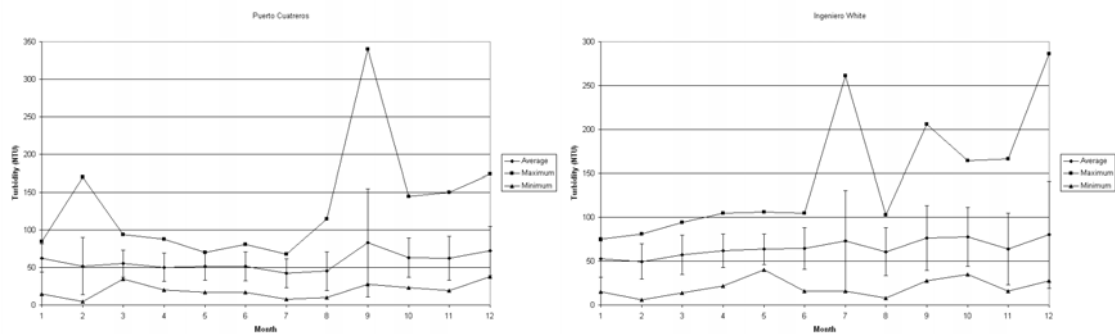 Puerto Cuatreros
350
300
250
200
150
100
50
0
Turbidity (NTU)
1 2 3 4 5 6 7 8 9 10 11 12
Month
Average
Maximum
Minimum
Ingeniero White
300
250
200
150
100
50
0
Turbidity (NTU)
1 2 3 4 5 6 7 8 9 10 11 12
Month
Average
Maximum
Minimum